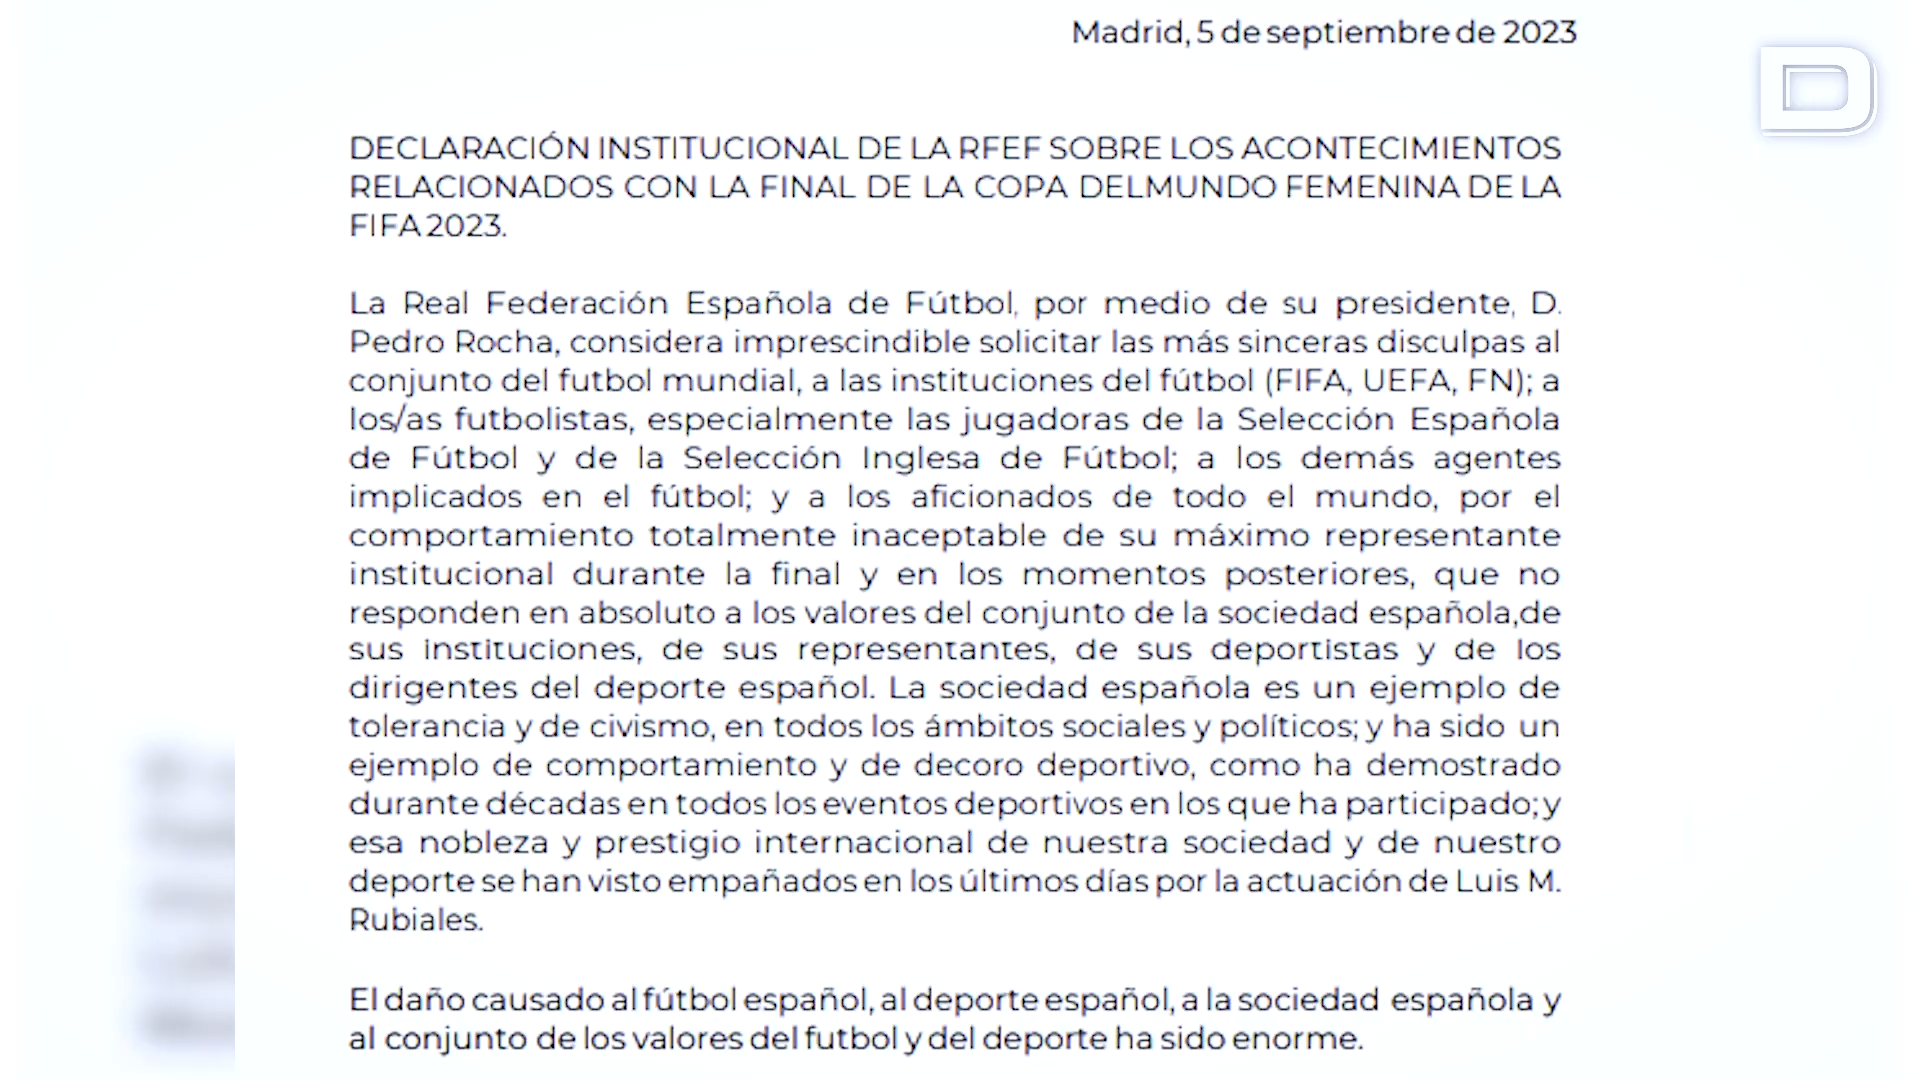 Madrid, 5 de septiembre de 2023
D
DECLARACIÓN INSTITUCIONAL DE LA RFEF SOBRE LOS ACONTECIMIENTOS
RELACIONADOS CON LA FINAL DE LA COPA DELMUNDO FEMENINA DE LA
FIFA 2023.
La Real Federación Española de Fútbol, por medio de su presidente, D.
Pedro Rocha, considera imprescindible solicitar las más sinceras disculpas al
conjunto del futbol mundial, a las instituciones del fútbol (FIFA, UEFA, FN); a
los/as futbolistas, especialmente las jugadoras de la Selección Española
de Fútbol y de la Selección Inglesa de Fútbol; a los demás agentes
implicados en el fútbol; y a los aficionados de todo el mundo, por el
comportamiento totalmente inaceptable de su máximo representante
institucional durante la final y en los momentos posteriores, que no
responden en absoluto a los valores del conjunto de la sociedad española,de
sus instituciones, de sus representantes, de sus deportistas y de los
dirigentes del deporte español. La sociedad española es un ejemplo de
tolerancia y de civismo, en todos los ámbitos sociales y políticos; y ha sido un
ejemplo de comportamiento y de decoro deportivo, como ha demostrado
durante décadas en todos los eventos deportivos en los que ha participado; y
esa nobleza y prestigio internacional de nuestra sociedad y de nuestro
deporte se han visto empañados en los últimos días por la actuación de Luis M.
Rubiales.
El daño causado al fútbol español, al deporte español, a la sociedad española y
al conjunto de los valores del futbol y del deporte ha sido enorme.